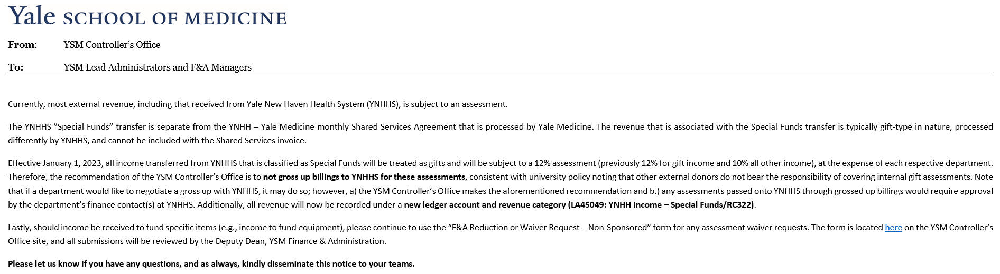 Yale SCHOOL OF MEDICINE
From: YSM Controller’s Office
To: YSM Lead Administrators and F&A Managers
Currently, most external revenue, including that received from Yale New Haven Health System (YNHHS), is subject to an assessment.
The YNHHS ”Special Funds” transfer is separate from the YNHH – Yale Medicine monthly Shared Services Agreement that is processed by Yale Medicine. The revenue that is associated with the Special Funds transfer is typically gift-type in nature, processed
differently by YNHHS, and cannot be included with the Shared Services invoice.
Effective January 1, 2023, all income transferred from YNHHS that is classified as Special Funds will be treated as gifts and will be subject to a 12% assessment (previously 12% for gift income and 10% all other income), at the expense of each respective department.
Therefore, the recommendation of the YSM Controller’s Office is to not gross up billings to YNHHS for these assessments, consistent with university policy noting that other external donors do not bear the responsibility of covering internal gift assessments. Note
that if a department would like to negotiate a gross up with YNHHS, it may do so; however, a) the YSM Controller’s Office makes the aforementioned recommendation and b.) any assessments passed onto YNHHS through grossed up billings would require approval
by the department’s finance contact(s) at YNHHS. Additionally, all revenue will now be recorded under a new ledger account and revenue category (LA45049: YNHH Income – Special Funds/RC322).
Lastly, should income be received to fund specific items (e.g., income to fund equipment), please continue to use the “F&A Reduction or Waiver Request – Non-Sponsored” form for any assessment waiver requests. The form is located here on the YSM Controller’s
Office site, and all submissions will be reviewed by the Deputy Dean, YSM Finance & Administration.
Please let us know if you have any questions, and as always, kindly disseminate this notice to your teams.